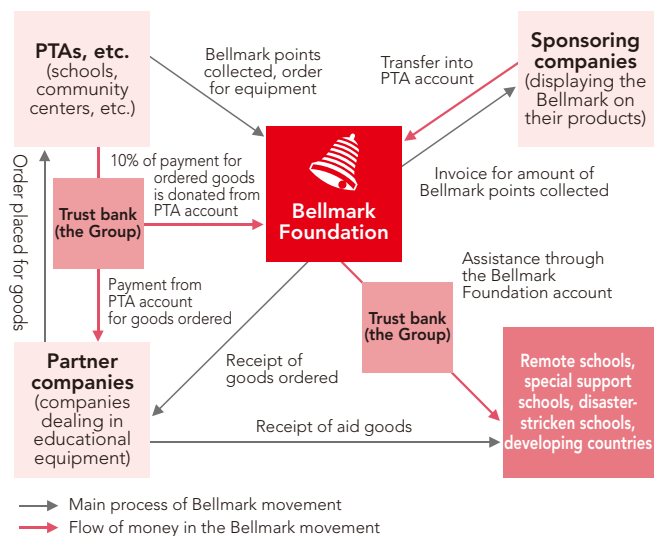 PTAs, etc.
(schools,
community
centers, etc.)
Bellmark points
collected, order
for equipment
Transfer into
PTA account
Sponsoring
companies
(displaying the
Bellmark on
their products)
Order placed for goods
10% of payment for
ordered goods
is donated from
PTA account
Trust bank
(the Group)
Bellmark
Foundation
Invoice for amount of
Bellmark points collected
Payment from
PTA account
for goods ordered
Assistance through
the Bellmark
Foundation account
Trust bank
(the Group)
Partner
companies
(companies
dealing in
educational
equipment)
Receipt of
goods ordered
Receipt of aid goods
Remote schools,
special support
schools, disaster-
stricken schools,
developing countries
Main process of Bellmark movement
Flow of money in the Bellmark movement